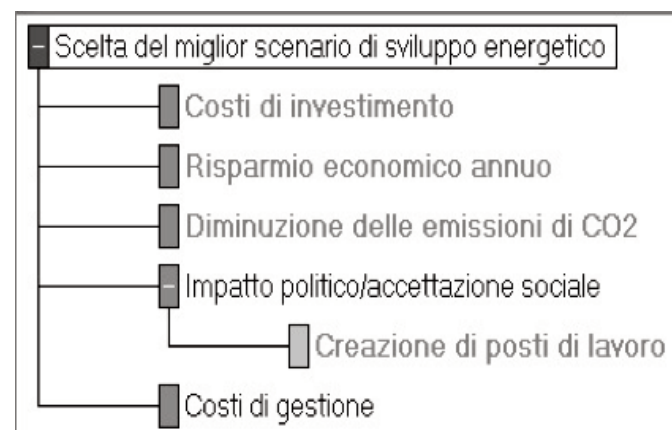 Scelta del miglior scenario di sviluppo energetico
Costi di investimento
Risparmio economico annuo
Diminuzione delle emissioni di CO2
Impatto politico/accettazione sociale
Creazione di posti di lavoro
Costi di gestione